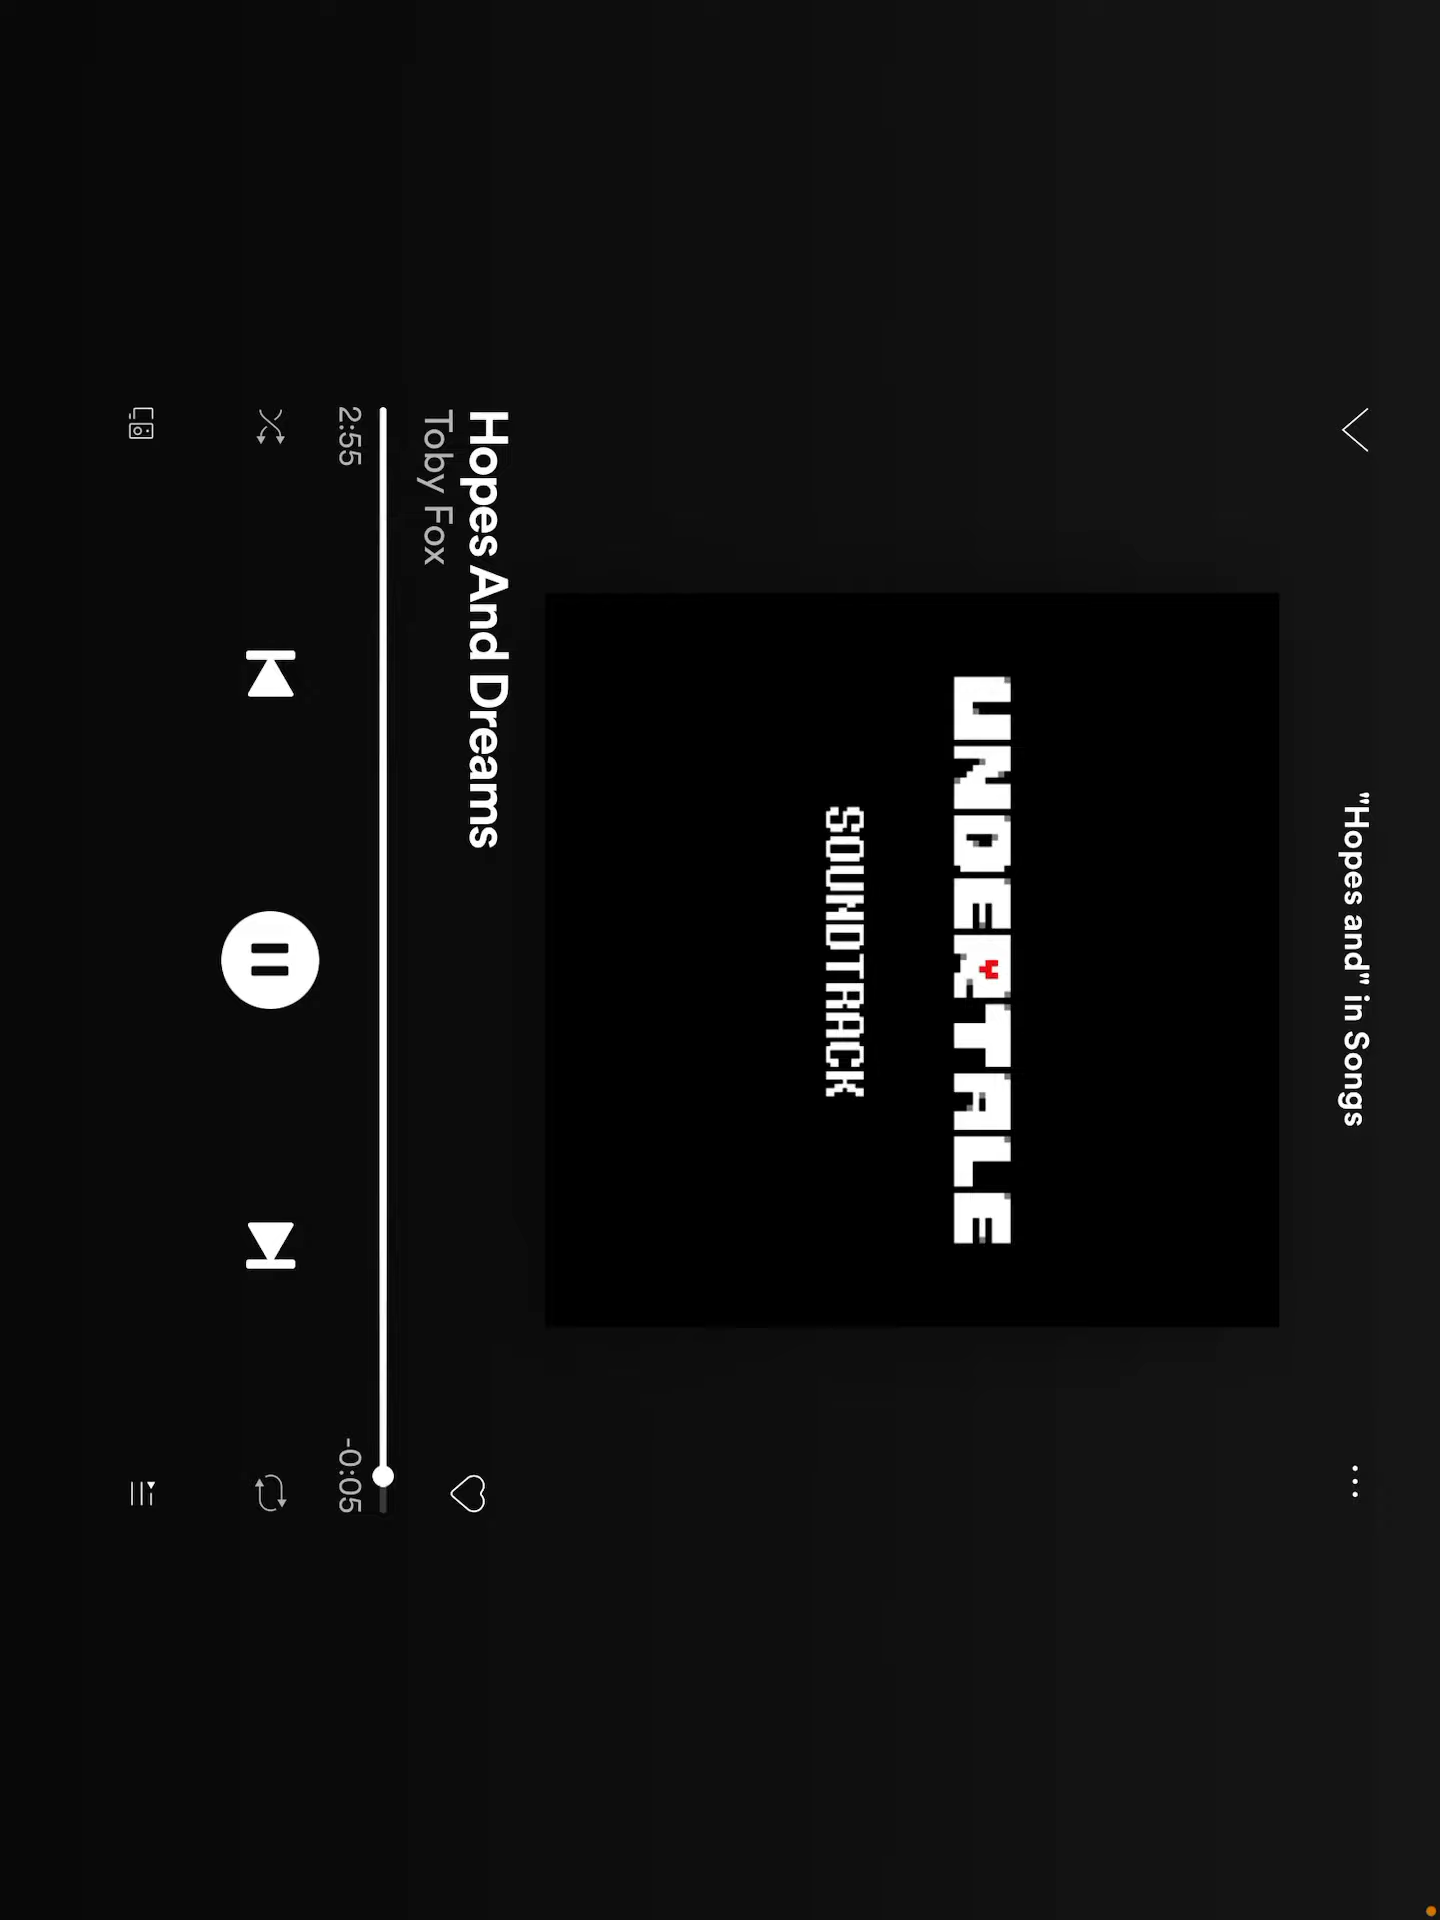 "Hopes and" in Songs
UNDERTALE
SOUNDTRACK
Hopes And Dreams
Toby Fox
2:55
-0:05